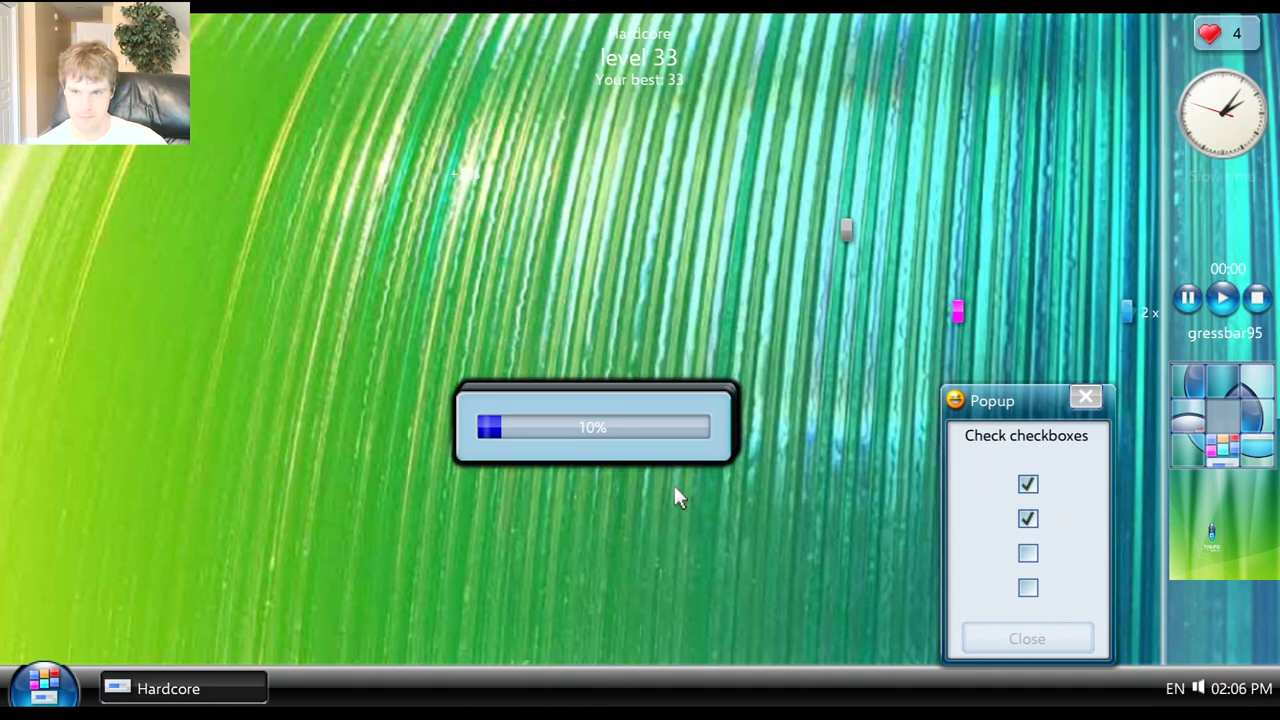 Hardcore
level 33
Your best: 33
4
00:00
2 x
gressbar95
10%
Popup
Check checkboxes
Close
Hardcore
EN 02:06 PM